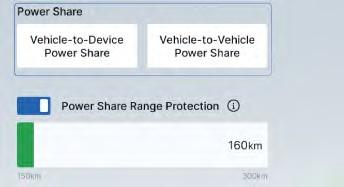 Power Share
Vehicle-to-Device
Power Share
Vehicle-to-Vehicle
Power Share
Power Share Range Protection
160km
150km
300km